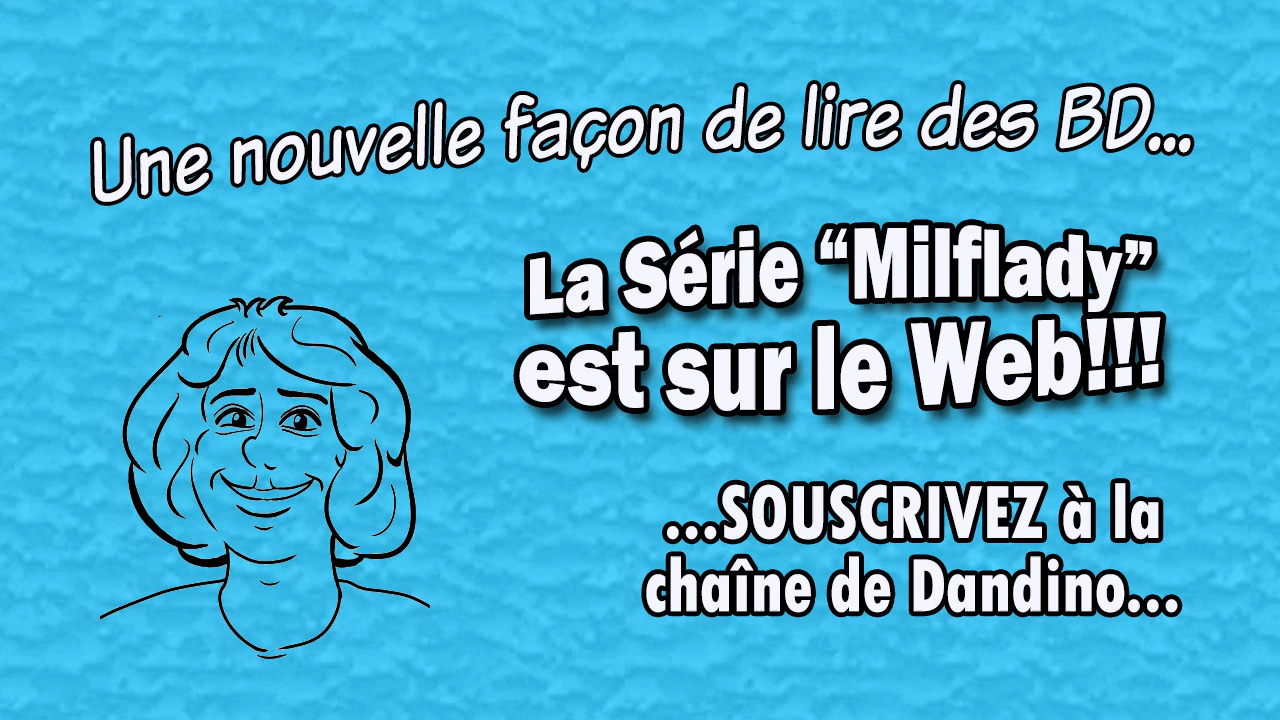 Une nouvelle façon de lire des BD...
La Série “Milflady”
est sur le Web!!!
...SOUSCRIVEZ à la
chaîne de Dandino...